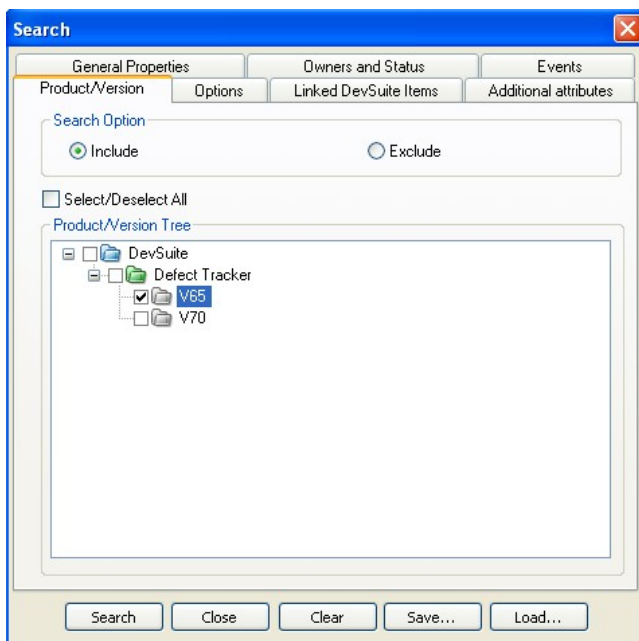 Search
General Properties Owners and Status Events
Product/Version Options Linked DevSuite Items Additional attributes
Search Option
Include Exclude
Select/Deselect All
Product/Version Tree
DevSuite
Defect Tracker
V65
V70
Search Close Clear Save... Load...